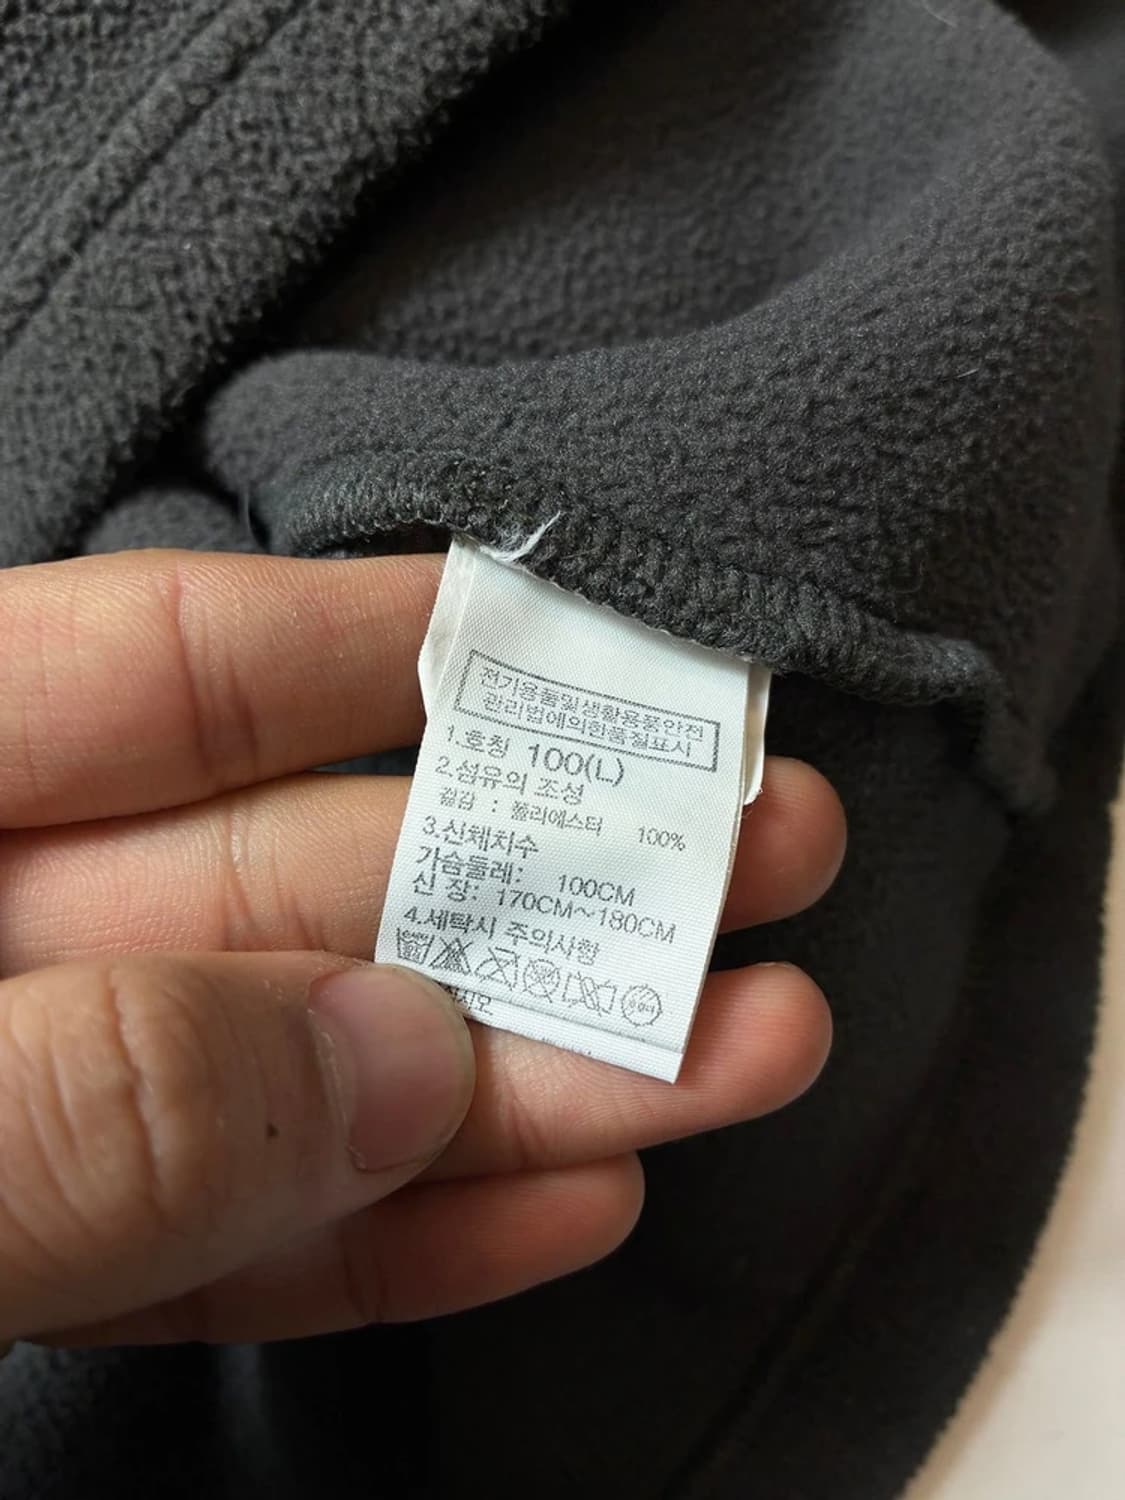 전기용품및생활용품안전
관리법에의한품질표시
1.호칭 100(L)
2.섬유의 조성
겉감 : 폴리에스터 100%
3.신체치수
가슴둘레: 100CM
신 장: 170CM~180CM
4.세탁시 주의사항